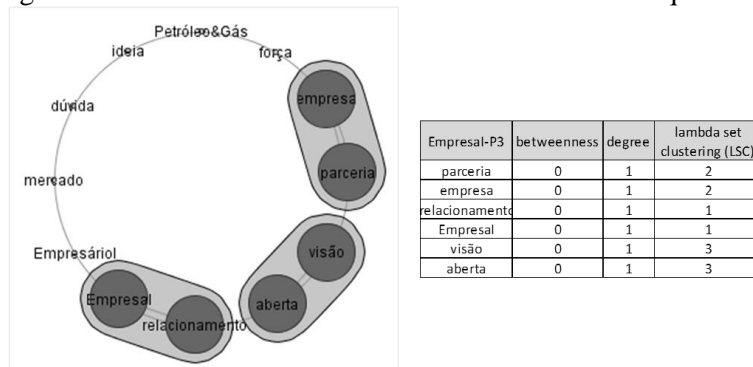 Petróleo&Gás
ideia
força
empresa
dúvida
parceria
mercado
visão
Empresáriol
Empresal
aberta
relacionamento
Empresal-P3 betweenness degree lambda set clustering (LSC)
parceria 0 1 2
empresa 0 1 2
relacionamento 0 1 1
Empresal 0 1 1
visão 0 1 3
aberta 0 1 3